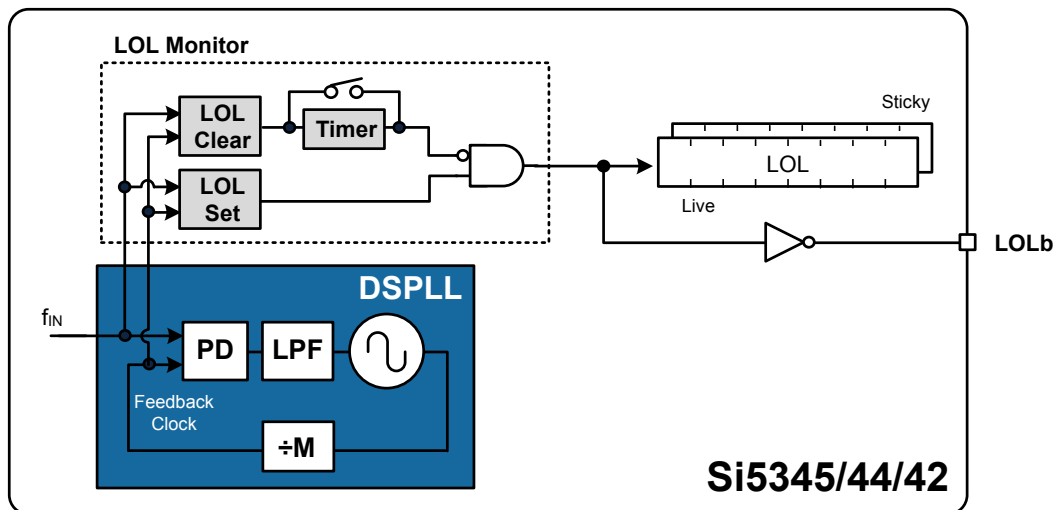 LOL Monitor
LOL
Clear
Timer
LOL
Set
Sticky
LOL
Live
LOLb
DSPLL
fIN
PD
LPF
Feedback
Clock
÷M
Si5345/44/42